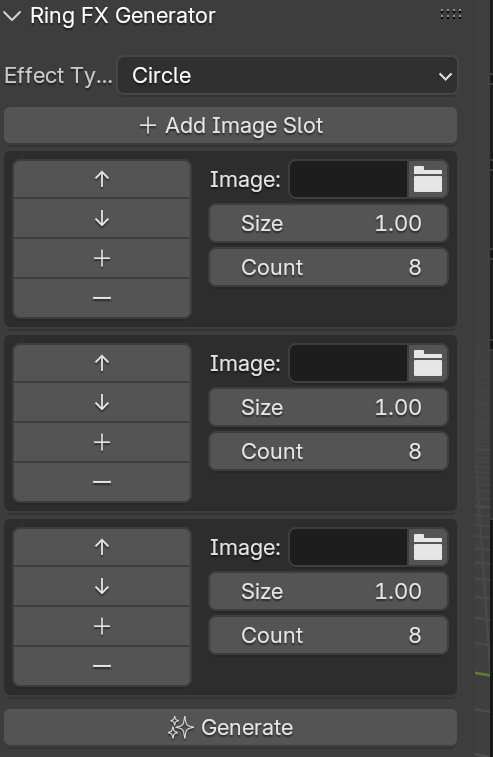 Ring FX Generator
Effect Ty... Circle
+ Add Image Slot
↑ Image:
↓ Size 1.00
+ Count 8
−
↑ Image:
↓ Size 1.00
+ Count 8
−
↑ Image:
↓ Size 1.00
+ Count 8
−
Generate